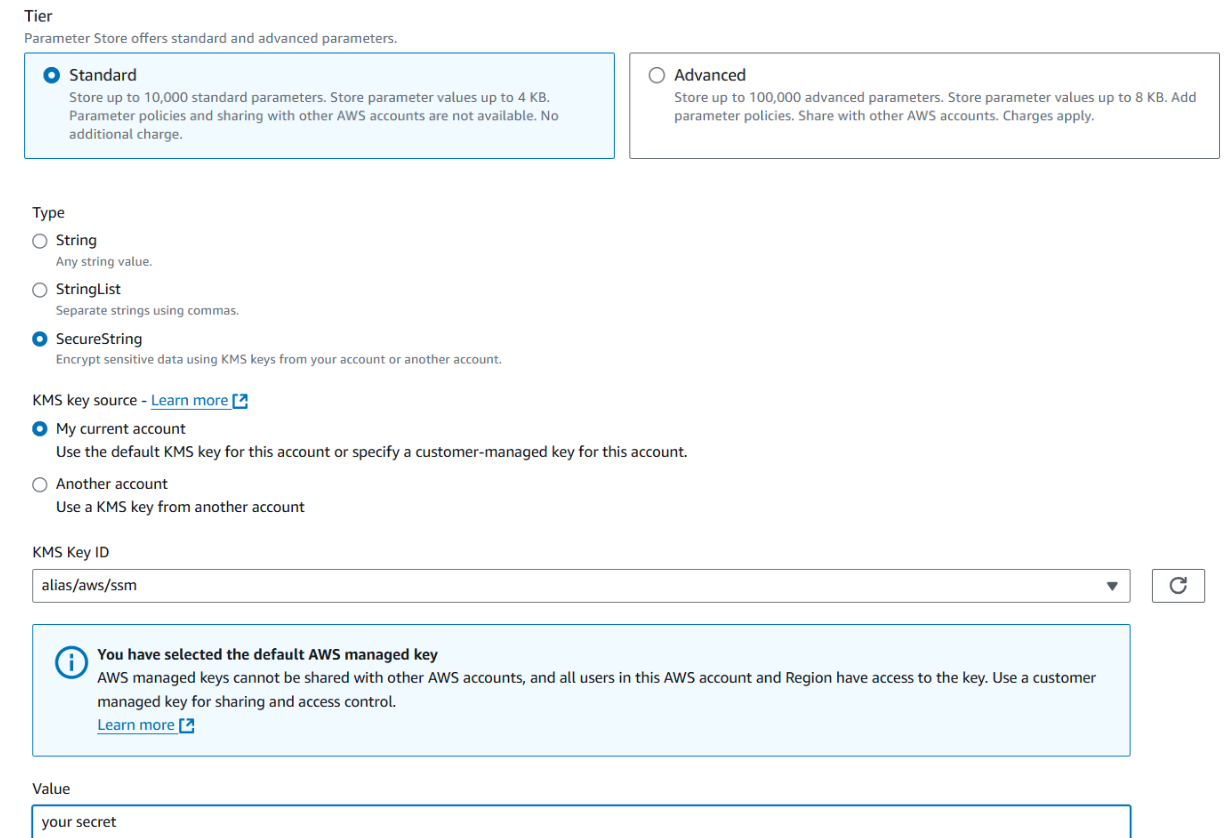 Tier
Parameter Store offers standard and advanced parameters.
Standard
Store up to 10,000 standard parameters. Store parameter values up to 4 KB.
Parameter policies and sharing with other AWS accounts are not available. No
additional charge.
Advanced
Store up to 100,000 advanced parameters. Store parameter values up to 8 KB. Add
parameter policies. Share with other AWS accounts. Charges apply.
Type
String
Any string value.
StringList
Separate strings using commas.
SecureString
Encrypt sensitive data using KMS keys from your account or another account.
KMS key source - Learn more
My current account
Use the default KMS key for this account or specify a customer-managed key for this account.
Another account
Use a KMS key from another account
KMS Key ID
alias/aws/ssm
You have selected the default AWS managed key
AWS managed keys cannot be shared with other AWS accounts, and all users in this AWS account and Region have access to the key. Use a customer
managed key for sharing and access control.
Learn more
Value
your secret